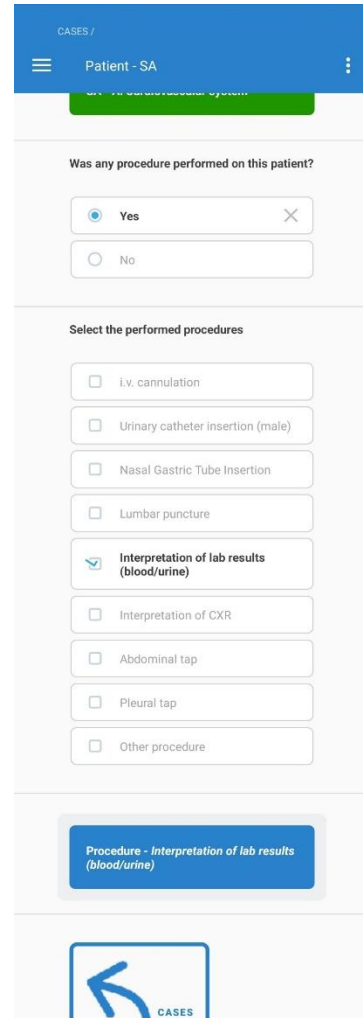 CASES /
Patient - SA
Was any procedure performed on this patient?
Yes
No
Select the performed procedures
i.v. cannulation
Urinary catheter insertion (male)
Nasal Gastric Tube Insertion
Lumbar puncture
Interpretation of lab results
(blood/urine)
Interpretation of CXR
Abdominal tap
Pleural tap
Other procedure
Procedure - Interpretation of lab results
(blood/urine)
CASES